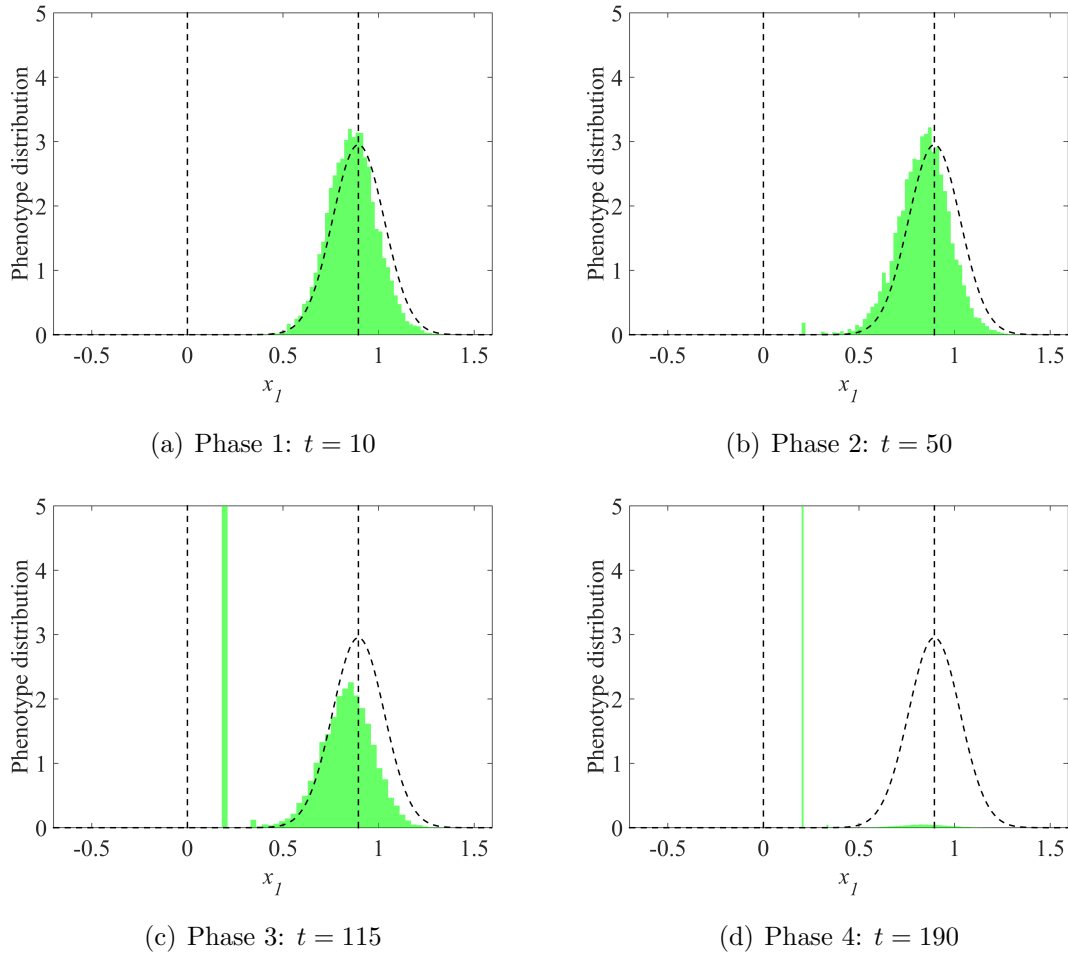 5 5
4 4
3 3
2 2
1 1
0 0
Phenotype distribution Phenotype distribution
-0.5 0 0.5 1 1.5 -0.5 0 0.5 1 1.5
x_1 x_1
(a) Phase 1: t = 10 (b) Phase 2: t = 50
5 5
4 4
3 3
2 2
1 1
0 0
Phenotype distribution Phenotype distribution
-0.5 0 0.5 1 1.5 -0.5 0 0.5 1 1.5
x_1 x_1
(c) Phase 3: t = 115 (d) Phase 4: t = 190